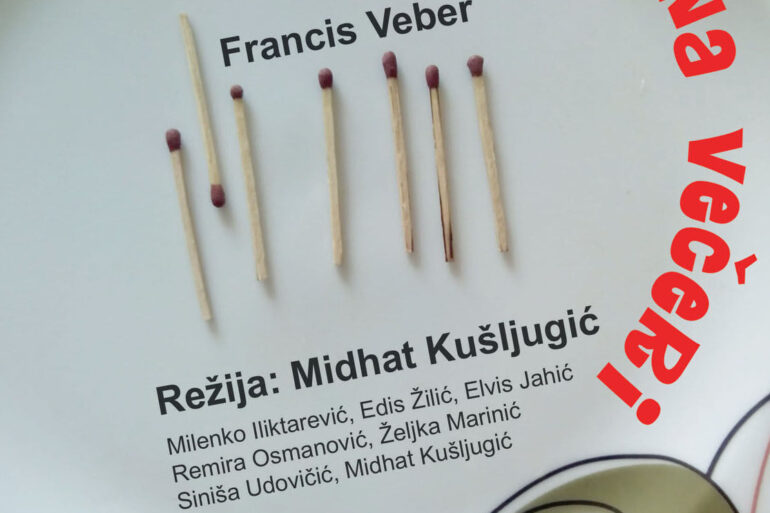 Francis Veber
Na VečeRi
Režija: Midhat Kušljugić
Milenko Iliktarević, Edis Žilić, Elvis Jahić
Remira Osmanović, Željka Marinić
Siniša Udovičić, Midhat Kušljugić